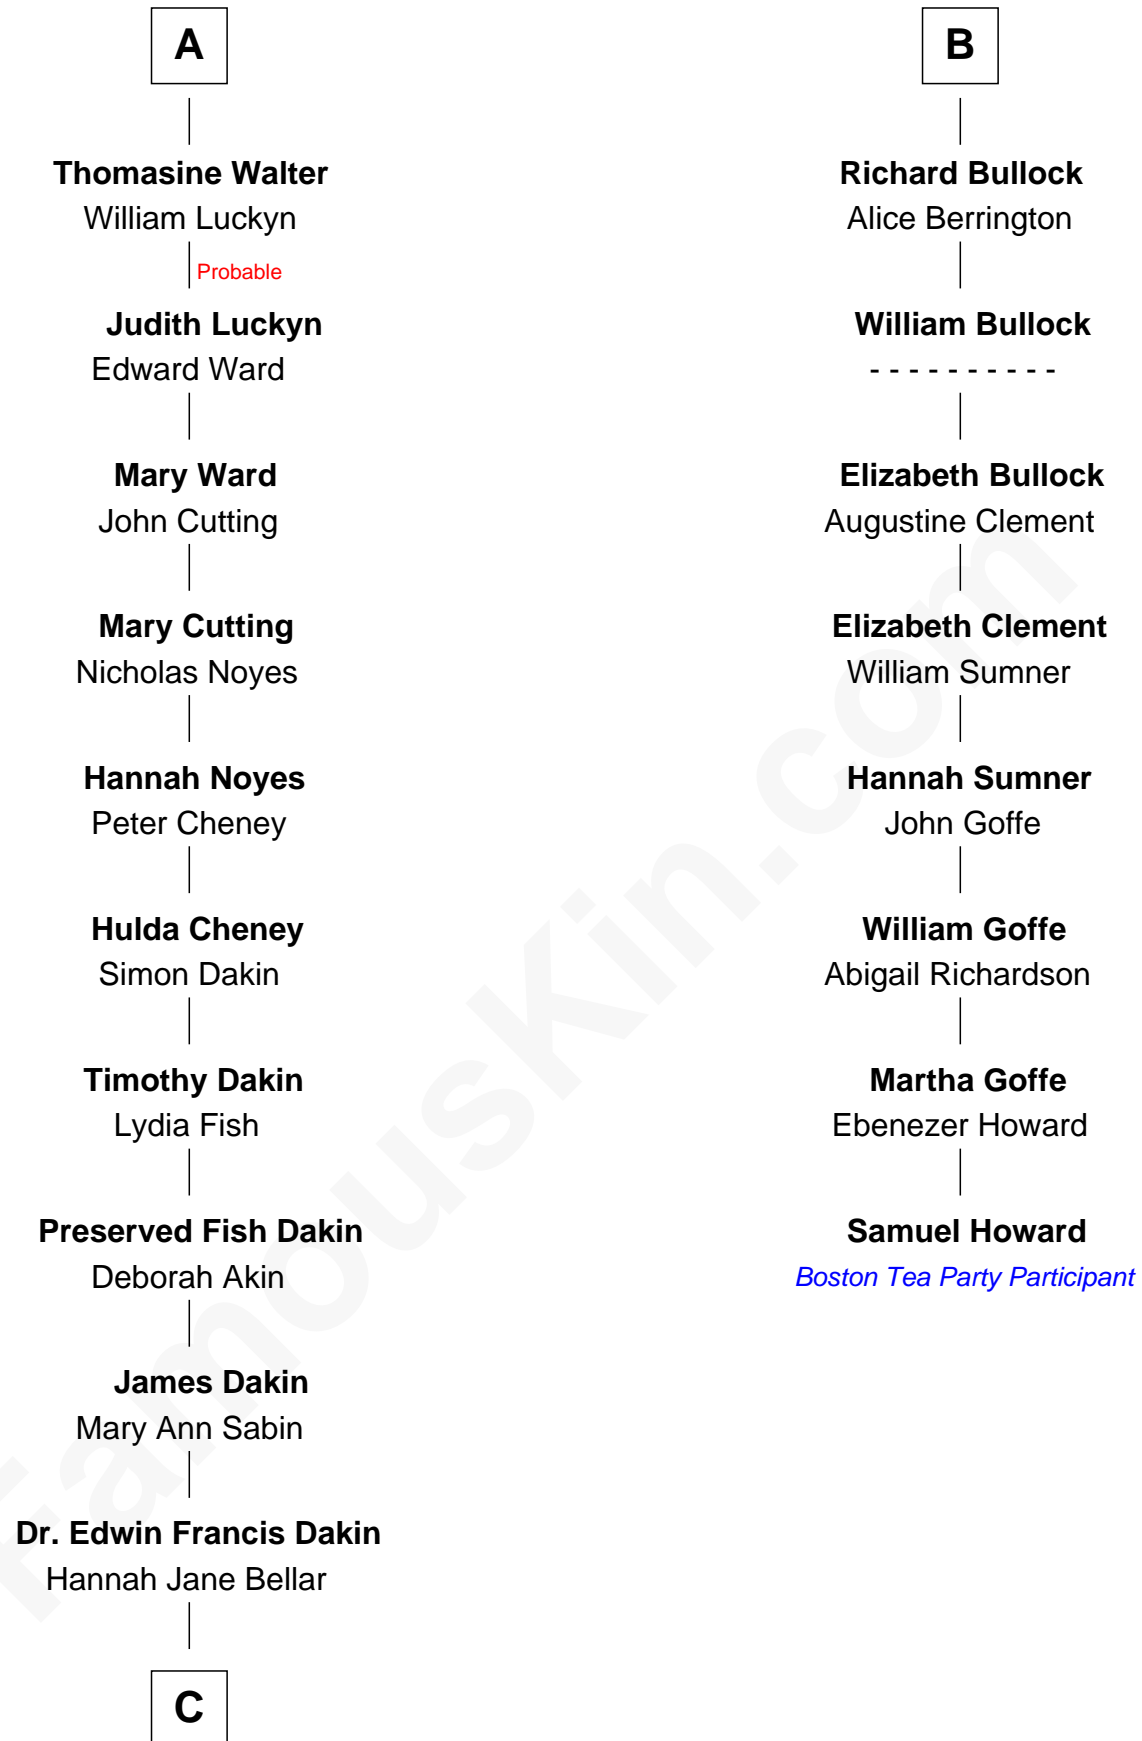 A
Thomasine Walter
William Luckyn
Probable
Judith Luckyn
Edward Ward
Mary Ward
John Cutting
Mary Cutting
Nicholas Noyes
Hannah Noyes
Peter Cheney
Hulda Cheney
Simon Dakin
Timothy Dakin
Lydia Fish
Preserved Fish Dakin
Deborah Akin
James Dakin
Mary Ann Sabin
Dr. Edwin Francis Dakin
Hannah Jane Bellar
C
B
Richard Bullock
Alice Berrington
William Bullock
- - - - - - - - - -
Elizabeth Bullock
Augustine Clement
Elizabeth Clement
William Sumner
Hannah Sumner
John Goffe
William Goffe
Abigail Richardson
Martha Goffe
Ebenezer Howard
Samuel Howard
Boston Tea Party Participant
FamousKin.com